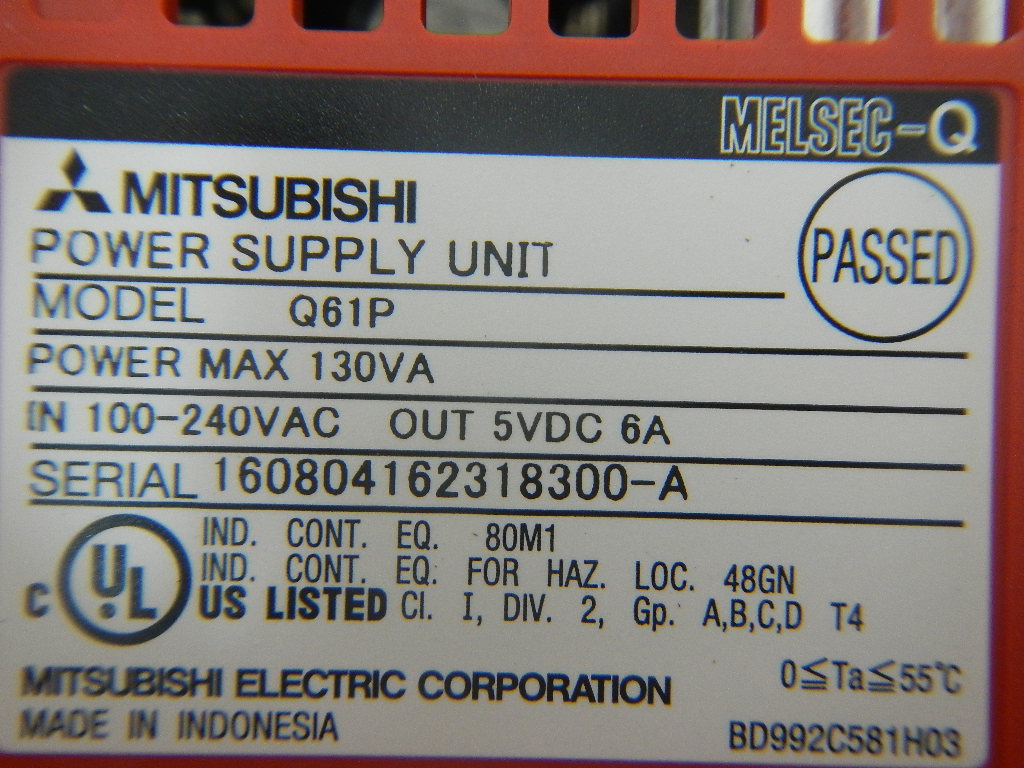 MELSEC-Q
MITSUBISHI
POWER SUPPLY UNIT
PASSED
MODEL Q61P
POWER MAX 130VA
IN 100-240VAC OUT 5VDC 6A
SERIAL 160804162318300-A
IND. CONT. EQ. 80M1
IND. CONT. EQ. FOR HAZ. LOC. 48GN
C UL US LISTED Cl. I, DIV. 2, Gp. A,B,C,D T4
0≦Ta≦55℃
MITSUBISHI ELECTRIC CORPORATION
MADE IN INDONESIA
BD992C581H03